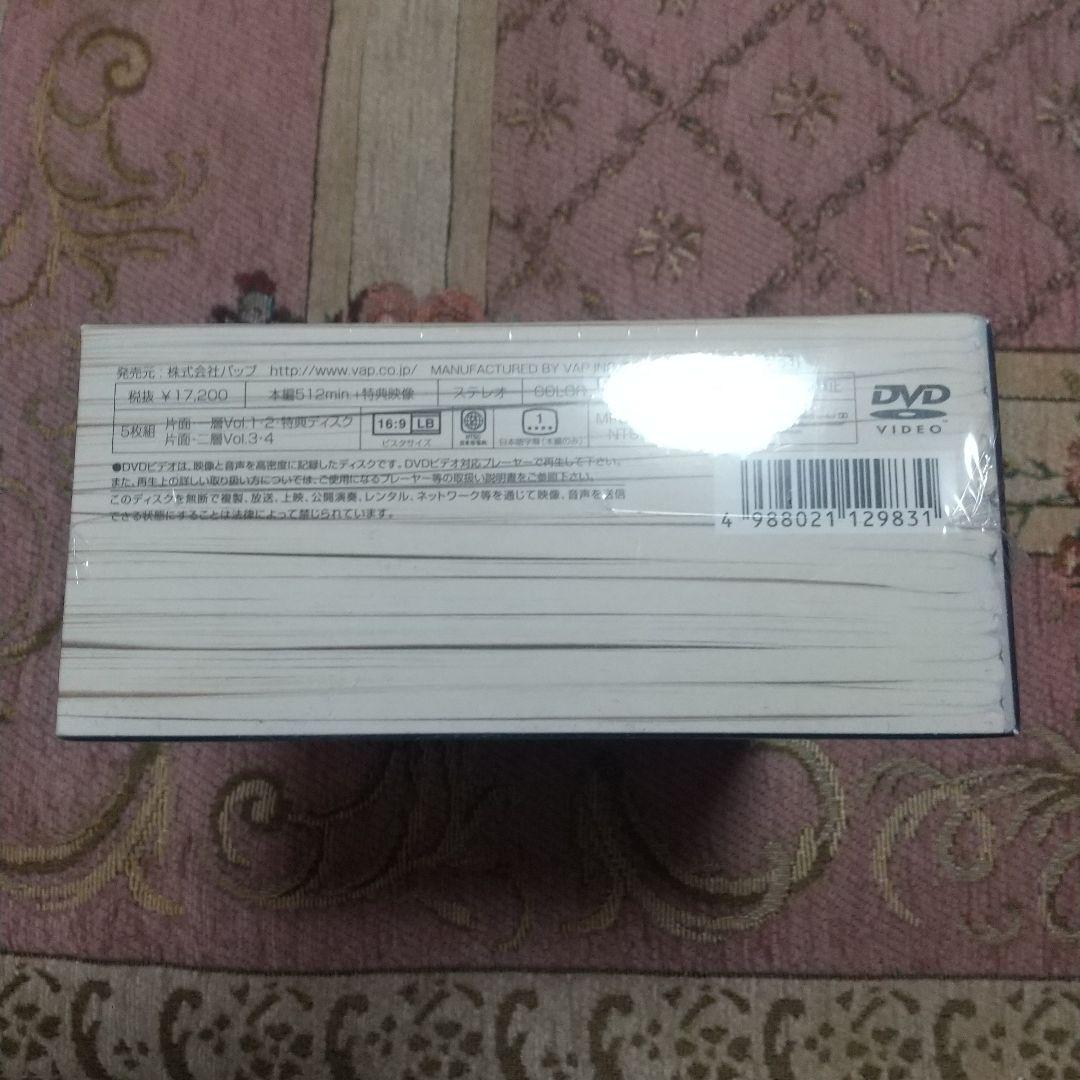 発売元：株式会社バップ http://www.vap.co.jp/ MANUFACTURED BY VAP INC
税抜 ¥17,200 本編512min＋特典映像 ステレオ COLOR
5枚組 片面一層Vol.1・2・特典ディスク
片面・二層Vol.3・4
16:9 LB
ビスタサイズ
1
日本語字幕［本編のみ］
DVD
VIDEO
●DVDビデオは、映像と音声を高密度に記録したディスクです。DVDビデオ対応プレーヤーで再生して下さい。
また、再生上の詳しい取り扱い方については、ご使用になるプレーヤー等の取扱い説明書をご参照下さい。
このディスクを無断で複製、放送、上映、公開演奏、レンタル、ネットワーク等を通じて映像、音声を送信
できる状態にすることは法律によって禁じられています。
4 988021 129831